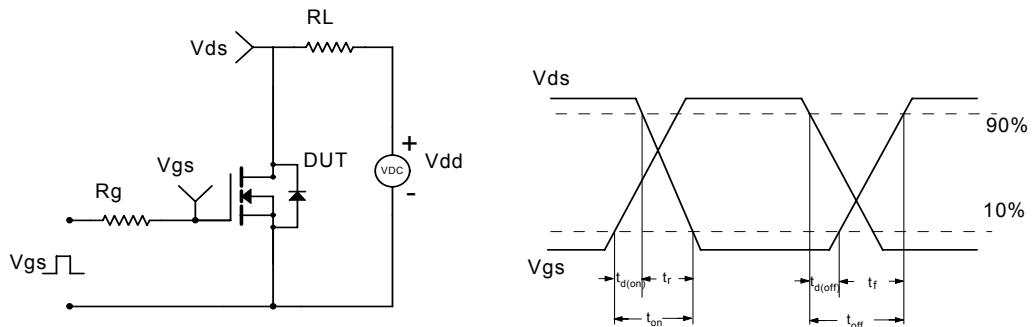 RL
Vds
Vgs
DUT
+
VDC
Vdd
-
Rg
Vgs
Vds
90%
10%
Vgs
td(on)
tr
td(off)
tf
ton
toff